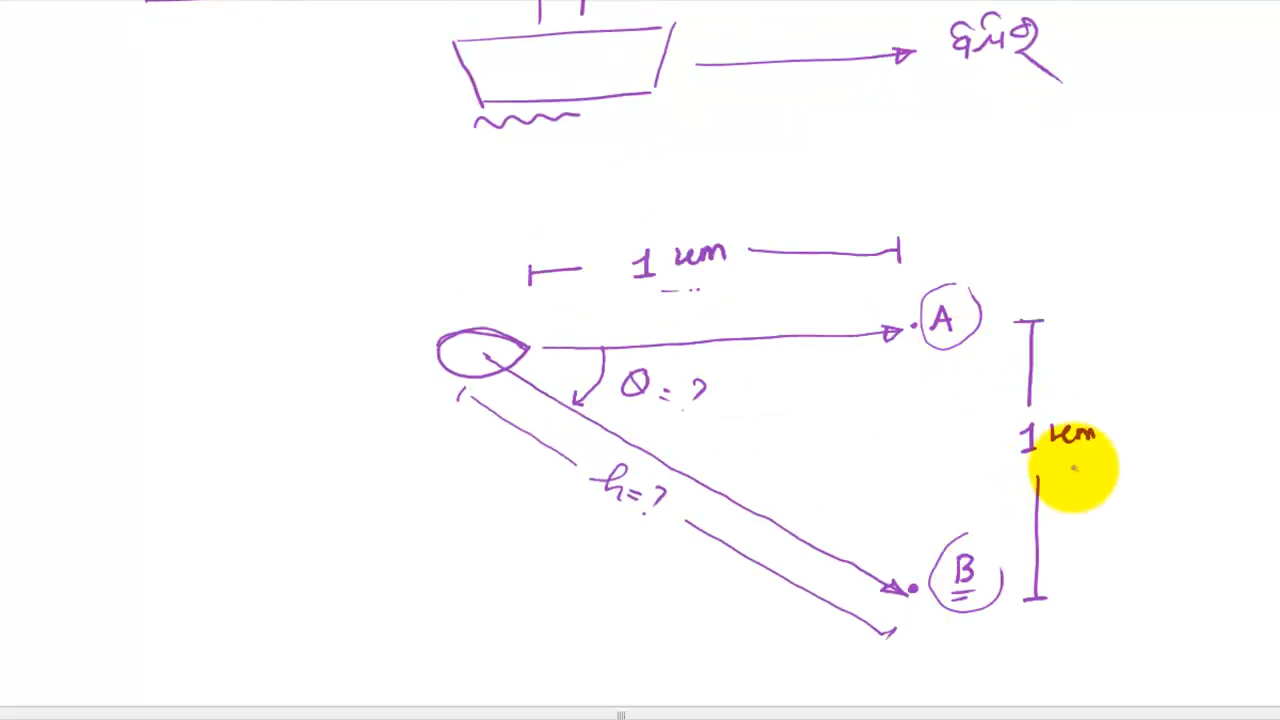 1 km
A
θ = ?
1 km
h = ?
B